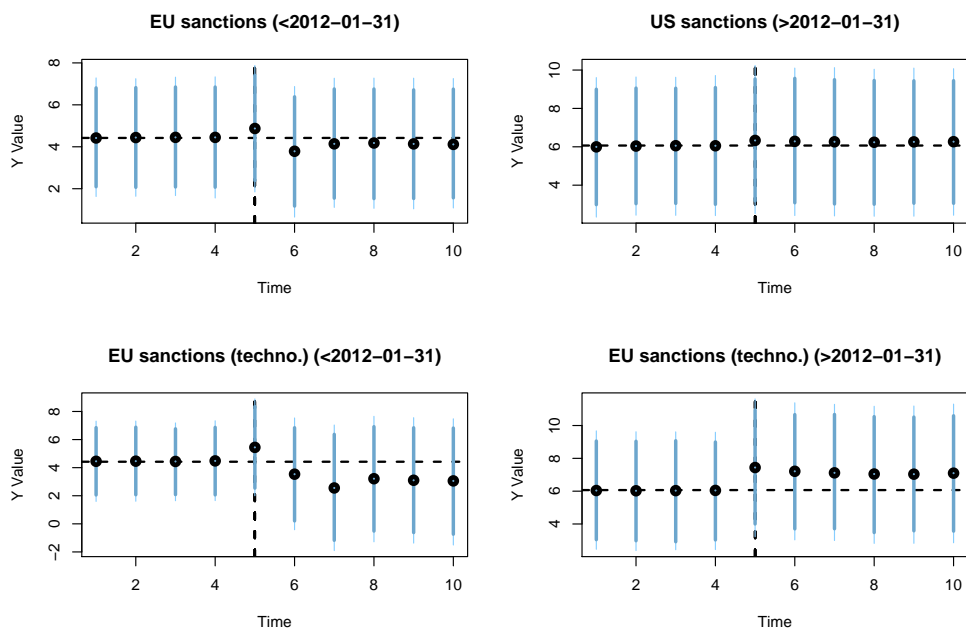 EU sanctions (<2012−01−31)
Y Value
8
6
4
2
2 4 6 8 10
Time
US sanctions (>2012−01−31)
Y Value
10
8
6
4
2 4 6 8 10
Time
EU sanctions (techno.) (<2012−01−31)
Y Value
8
6
4
2
0
−2
2 4 6 8 10
Time
EU sanctions (techno.) (>2012−01−31)
Y Value
10
8
6
4
2 4 6 8 10
Time